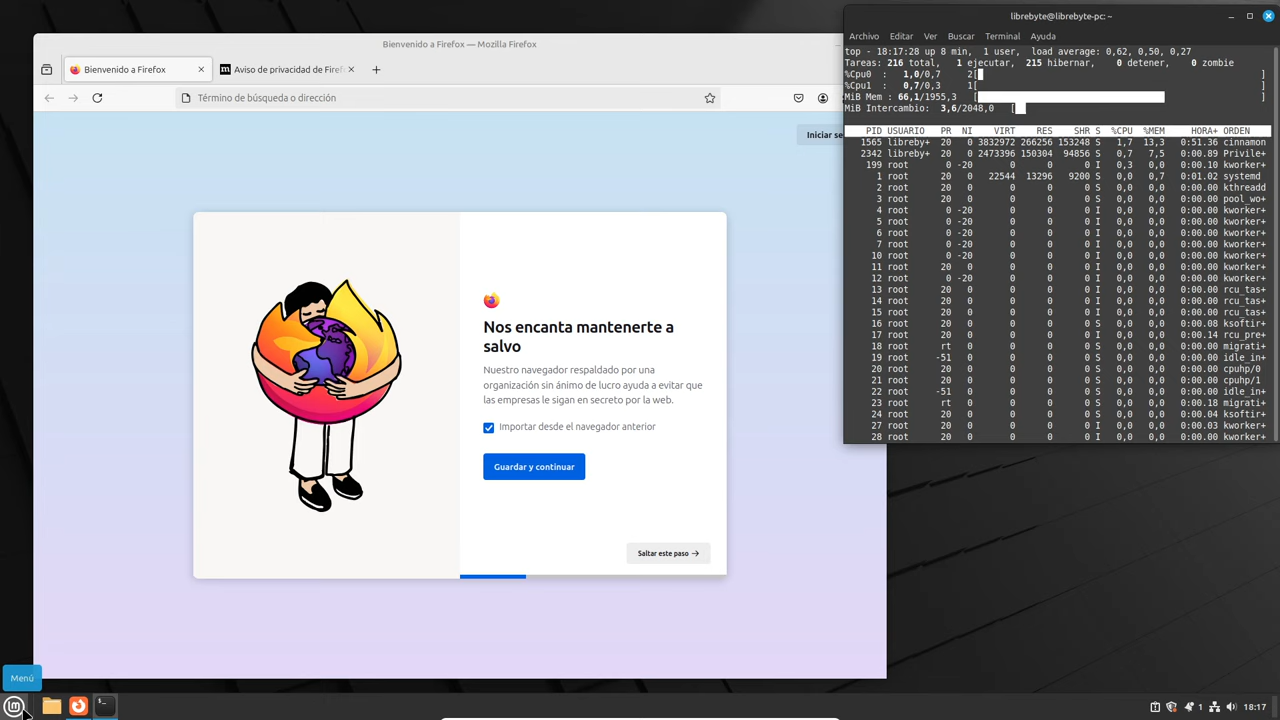 librebyte@librebyte-pc: ~
Archivo Editar Ver Buscar Terminal Ayuda
top - 18:17:28 up 8 min, 1 user, load average: 0,62, 0,50, 0,27
Tareas: 216 total, 1 ejecutar, 215 hibernar, 0 detener, 0 zombie
%Cpu0 : 1,0/0,7 2[ ]
%Cpu1 : 0,7/0,3 1[ ]
MiB Mem : 66,1/1955,3 [ ]
MiB Intercambio: 3,6/2048,0 [
PID USUARIO PR NI VIRT RES SHR S %CPU %MEM HORA+ ORDEN
1565 libreby+ 20 0 3832972 266256 153248 S 1,7 13,3 0:51.36 cinnamon
2342 libreby+ 20 0 2473396 150304 94856 S 0,7 7,5 0:00.89 Privile+
199 root 0 -20 0 0 0 I 0,3 0,0 0:00.10 kworker+
1 root 20 0 22544 13296 9200 S 0,0 0,7 0:01.02 systemd
2 root 20 0 0 0 0 S 0,0 0,0 0:00.00 kthreadd
3 root 20 0 0 0 0 S 0,0 0,0 0:00.00 pool_wo+
4 root 0 -20 0 0 0 I 0,0 0,0 0:00.00 kworker+
5 root 0 -20 0 0 0 I 0,0 0,0 0:00.00 kworker+
6 root 0 -20 0 0 0 I 0,0 0,0 0:00.00 kworker+
7 root 0 -20 0 0 0 I 0,0 0,0 0:00.00 kworker+
10 root 0 -20 0 0 0 I 0,0 0,0 0:00.00 kworker+
11 root 20 0 0 0 0 I 0,0 0,0 0:00.00 kworker+
12 root 0 -20 0 0 0 I 0,0 0,0 0:00.00 kworker+
13 root 20 0 0 0 0 I 0,0 0,0 0:00.00 rcu_tas+
14 root 20 0 0 0 0 I 0,0 0,0 0:00.00 rcu_tas+
15 root 20 0 0 0 0 I 0,0 0,0 0:00.00 rcu_tas+
16 root 20 0 0 0 0 S 0,0 0,0 0:00.08 ksoftir+
17 root 20 0 0 0 0 I 0,0 0,0 0:00.14 rcu_pre+
18 root rt 0 0 0 0 S 0,0 0,0 0:00.00 migrati+
19 root -51 0 0 0 0 S 0,0 0,0 0:00.00 idle_in+
20 root 20 0 0 0 0 S 0,0 0,0 0:00.00 cpuhp/0
21 root 20 0 0 0 0 S 0,0 0,0 0:00.00 cpuhp/1
22 root -51 0 0 0 0 S 0,0 0,0 0:00.00 idle_in+
23 root rt 0 0 0 0 S 0,0 0,0 0:00.18 migrati+
24 root 20 0 0 0 0 S 0,0 0,0 0:00.04 ksoftir+
27 root 20 0 0 0 0 I 0,0 0,0 0:00.03 kworker+
28 root 20 0 0 0 0 I 0,0 0,0 0:00.00 kworker+
Bienvenido a Firefox — Mozilla Firefox
Bienvenido a Firefox
Aviso de privacidad de Firef
Término de búsqueda o dirección
Iniciar se
Nos encanta mantenerte a
salvo
Nuestro navegador respaldado por una
organización sin ánimo de lucro ayuda a evitar que
las empresas le sigan en secreto por la web.
Importar desde el navegador anterior
Guardar y continuar
Saltar este paso →
Menú
1
18:17